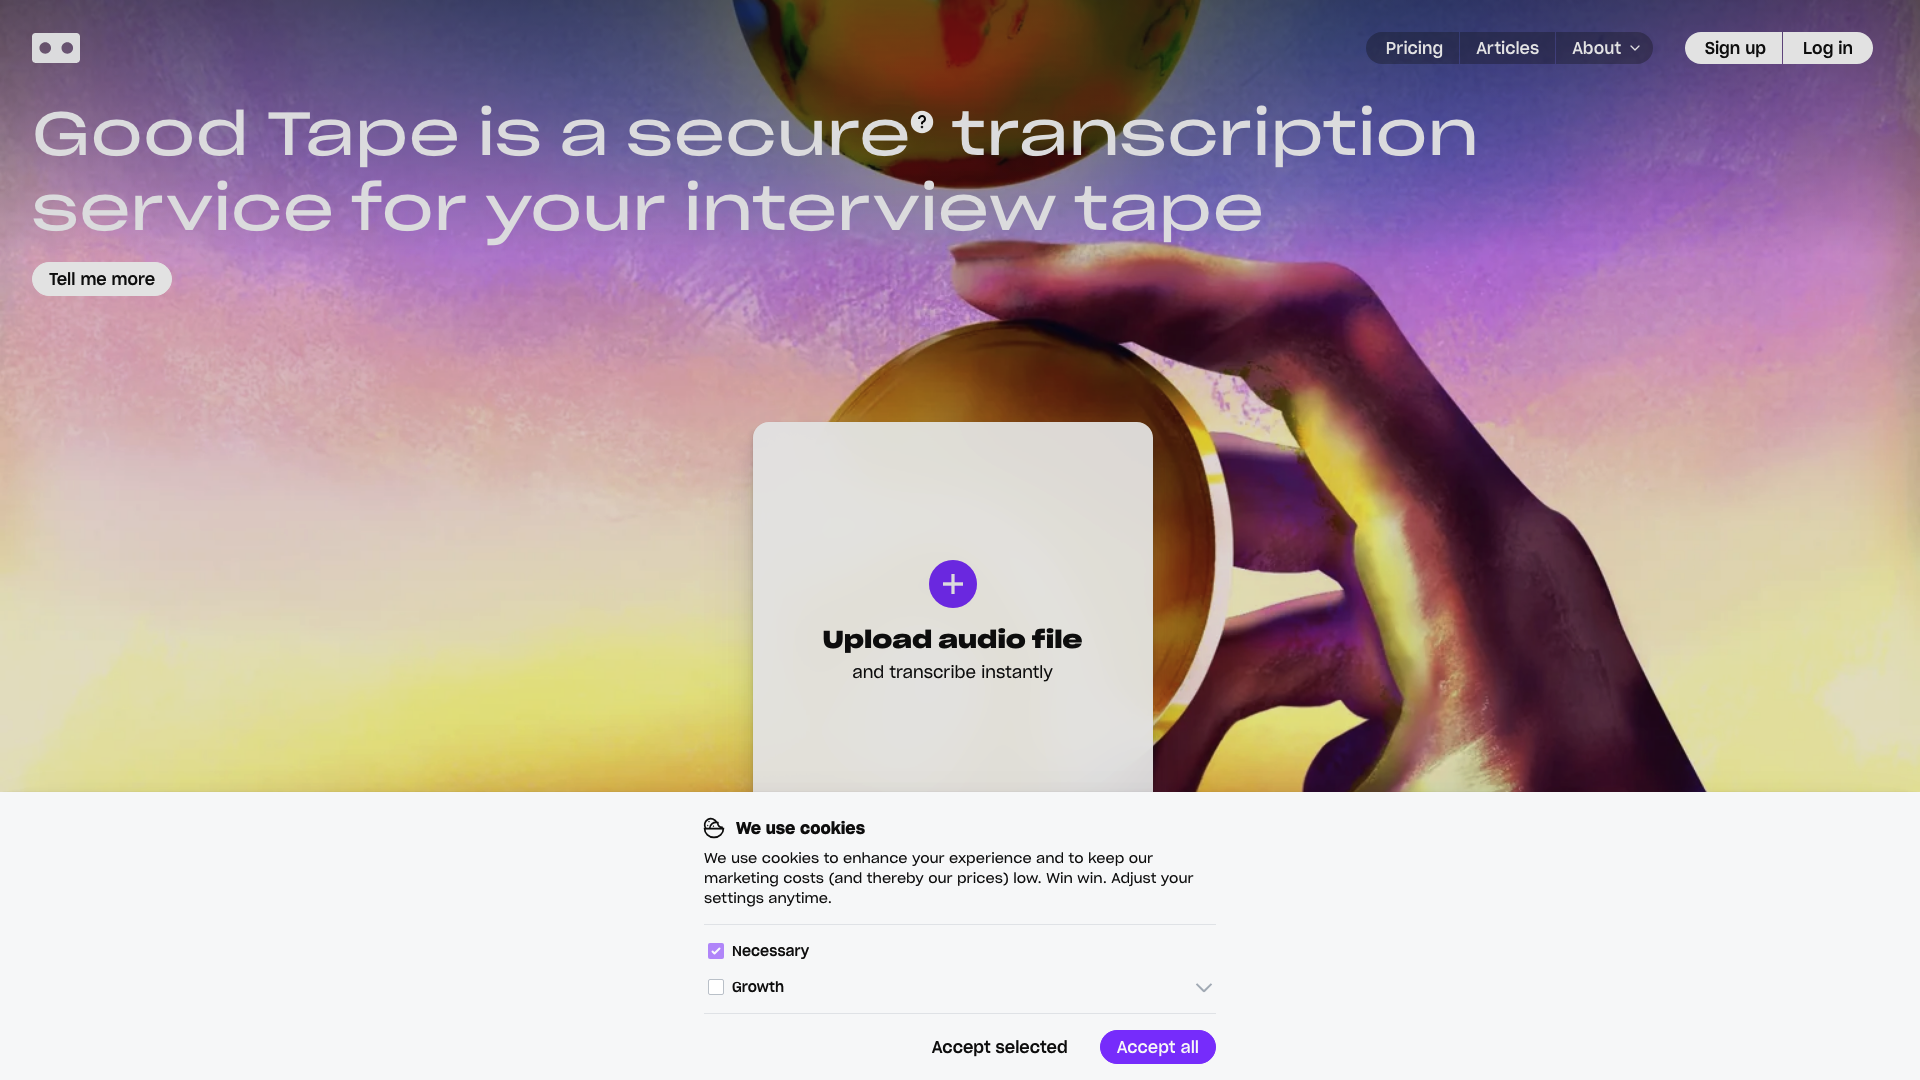 Pricing
Articles
About
Sign up
Log in
Good Tape is a secure? transcription
service for your interview tape
Tell me more
Upload audio file
and transcribe instantly
We use cookies
We use cookies to enhance your experience and to keep our
marketing costs (and thereby our prices) low. Win win. Adjust your
settings anytime.
Necessary
Growth
Accept selected
Accept all